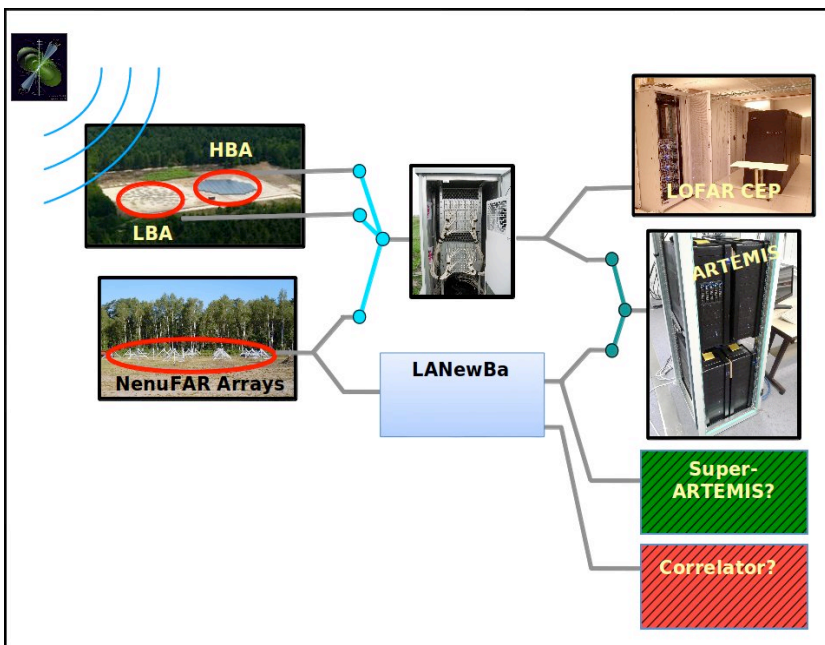 HBA
LBA
LOFAR CEP
ARTEMIS
NenuFAR Arrays
LANewBa
Super-
ARTEMIS?
Correlator?